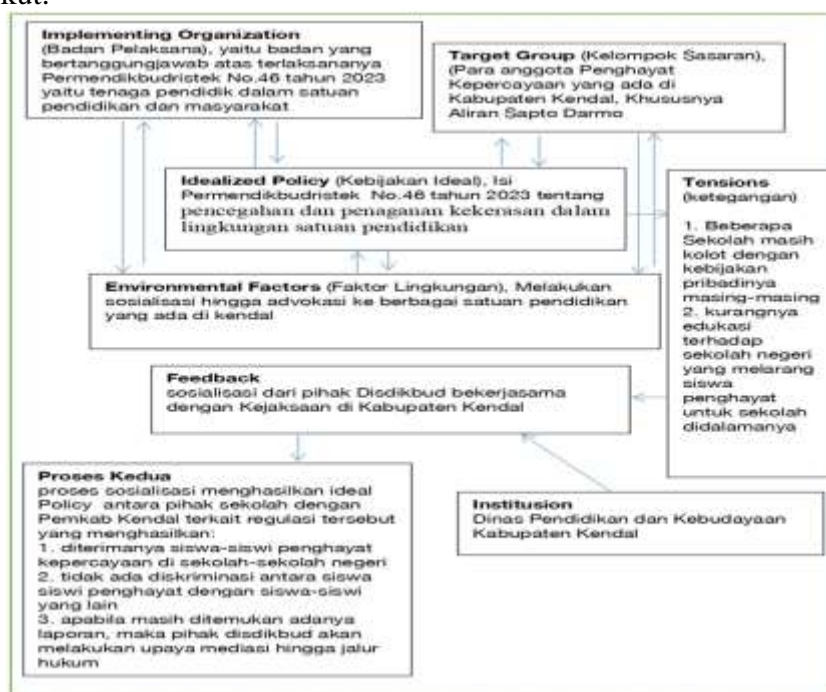 kut.
Implementing Organization
(Badan Pelaksana), yaitu badan yang
bertanggungjawab atas terlaksananya
Permendikbudristek No.46 tahun 2023
yaitu tenaga pendidik dalam satuan
pendidikan dan masyarakat
Target Group (Kelompok Sasaran),
(Para anggota Penghayat
Kepercayaan yang ada di
Kabupaten Kendal, Khususnya
Aliran Sapto Darmo
Idealized Policy (Kebijakan Ideal), Isi
Permendikbudristek No.46 tahun 2023 tentang
pencegahan dan penaganan kekerasan dalam
lingkungan satuan pendidikan
Tensions
(ketegangan)
1. Beberapa
Sekolah masih
kolot dengan
kebijakan
pribadinya
masing-masing
2. kurangnya
edukasi
terhadap
sekolah negeri
yang melarang
siswa
penghayat
untuk sekolah
didalamanya
Environmental Factors (Faktor Lingkungan), Melakukan
sosialisasi hingga advokasi ke berbagai satuan pendidikan
yang ada di kendal
Feedback
sosialisasi dari pihak Disdikbud bekerjasama
dengan Kejaksaan di Kabupaten Kendal
Proses Kedua
proses sosialisasi menghasilkan ideal
Policy antara pihak sekolah dengan
Pemkab Kendal terkait regulasi tersebut
yang menghasilkan:
1. diterimanya siswa-siswi penghayat
kepercayaan di sekolah-sekolah negeri
2. tidak ada diskriminasi antara siswa
siswi penghayat dengan siswa-siswi
yang lain
3. apabila masih ditemukan adanya
laporan, maka pihak disdikbud akan
melakukan upaya mediasi hingga jalur
hukum
Institusion
Dinas Pendidikan dan Kebudayaan
Kabupaten Kendal